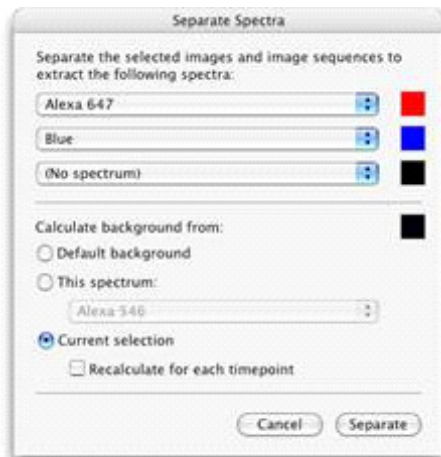 Separate Spectra
Separate the selected images and image sequences to
extract the following spectra:
Alexa 647
Blue
(No spectrum)
Calculate background from:
Default background
This spectrum:
Alexa 546
Current selection
Recalculate for each timepoint
Cancel
Separate